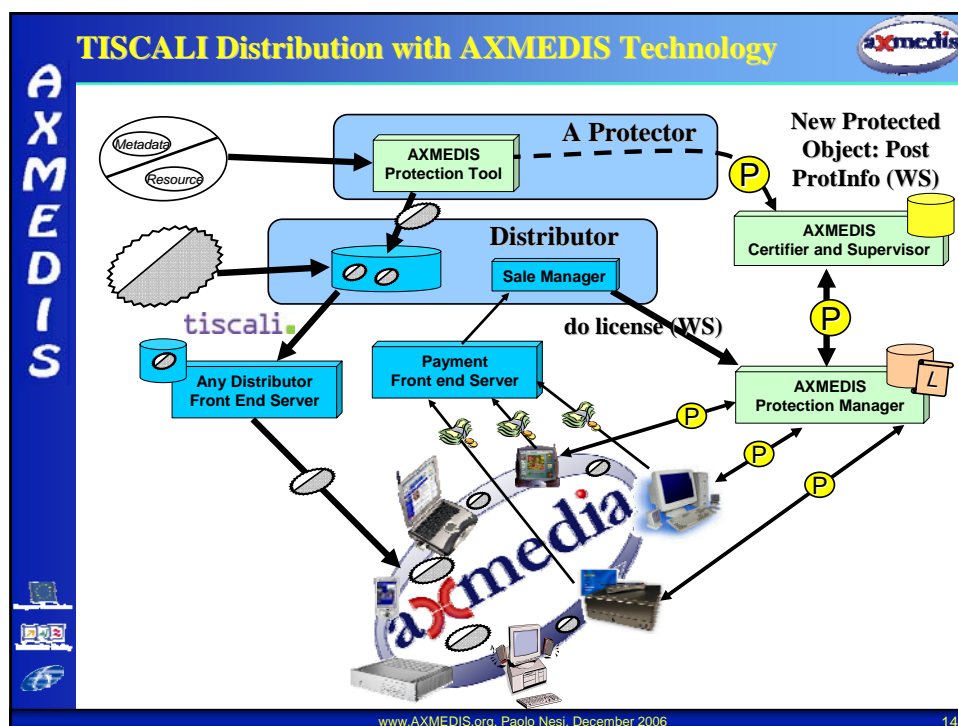 TISCALI Distribution with AXMEDIS Technology
axmedis
AXMEDIS
Metadata
Resource
A Protector
AXMEDIS
Protection Tool
New Protected
Object: Post
ProtInfo (WS)
P
AXMEDIS
Certifier and Supervisor
Distributor
Sale Manager
tiscali.
do license (WS)
P
Any Distributor
Front End Server
Payment
Front end Server
L
AXMEDIS
Protection Manager
P
P
P
axmedia
www.AXMEDIS.org, Paolo Nesi, December 2006
14